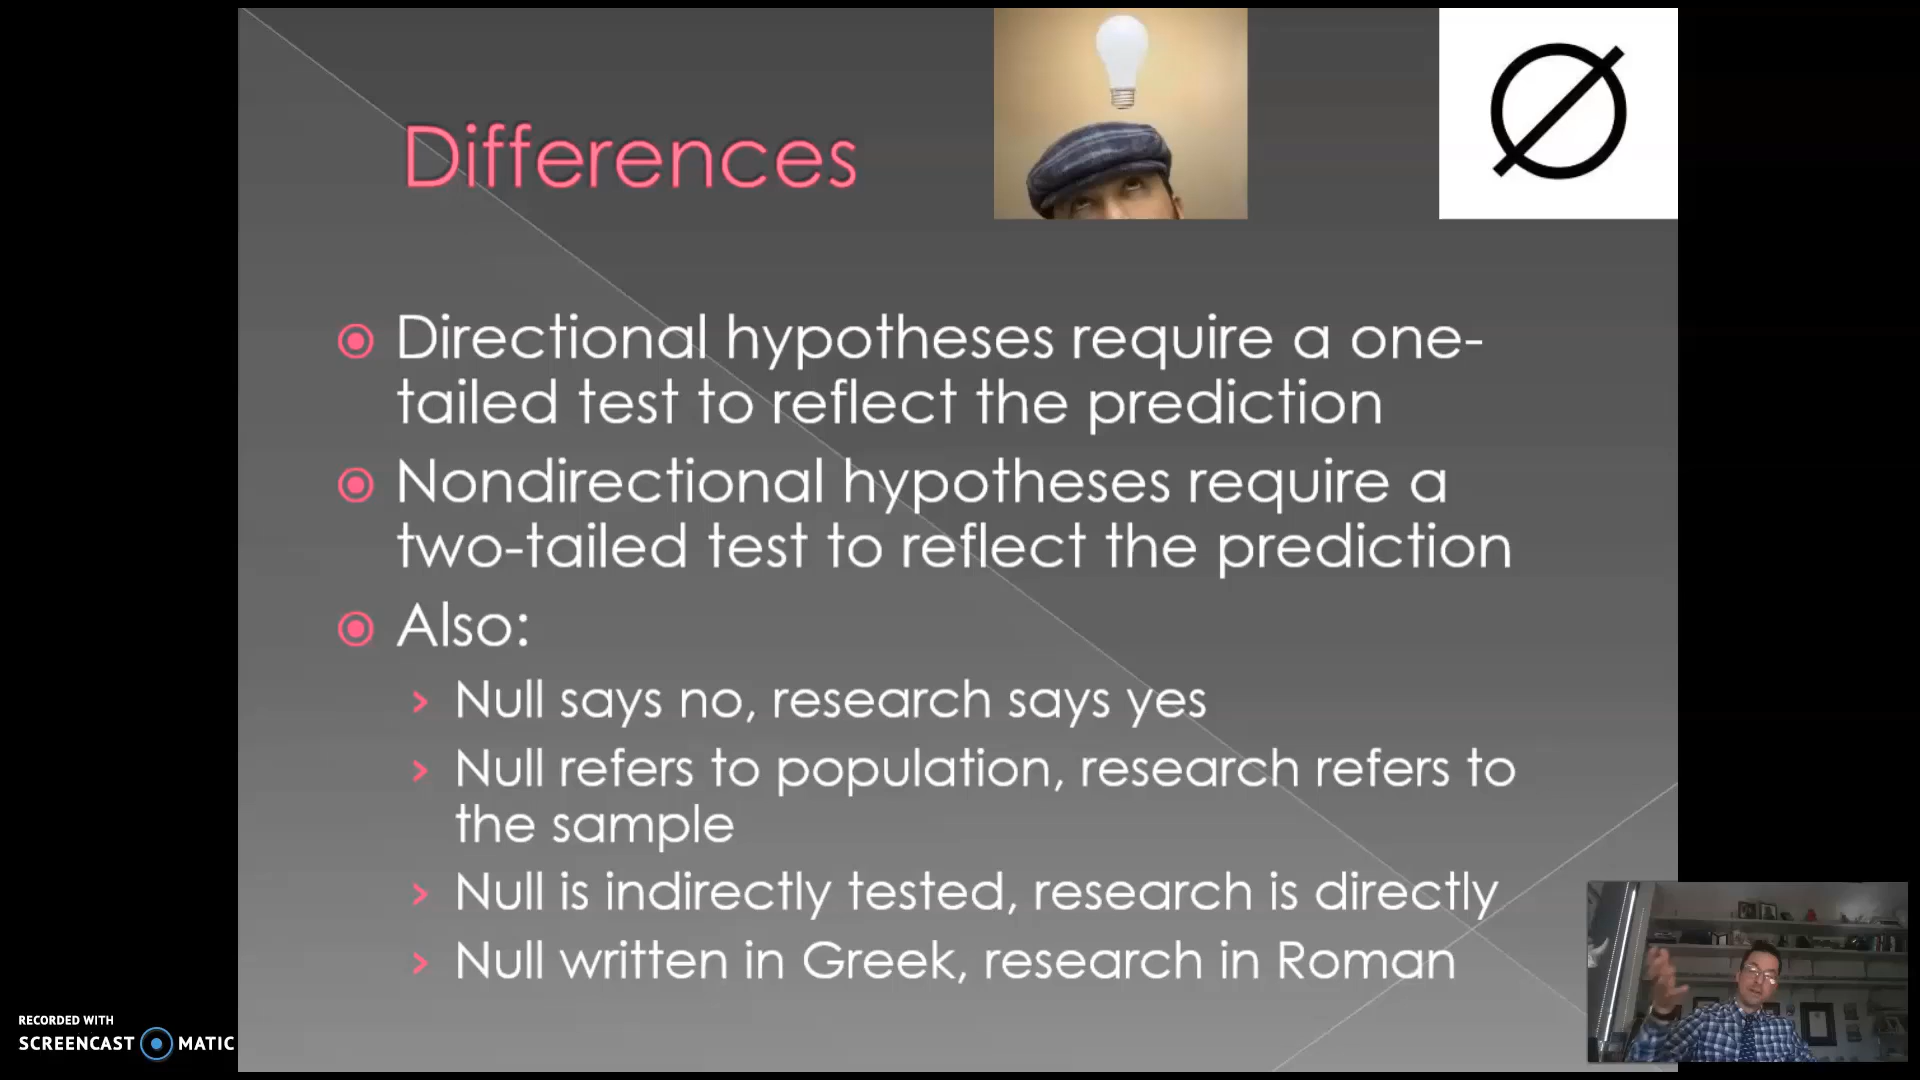 Differences
Directional hypotheses require a one-
tailed test to reflect the prediction
Nondirectional hypotheses require a
two-tailed test to reflect the prediction
Also:
Null says no, research says yes
Null refers to population, research refers to
the sample
Null is indirectly tested, research is directly
Null written in Greek, research in Roman
RECORDED WITH
SCREENCAST MATIC